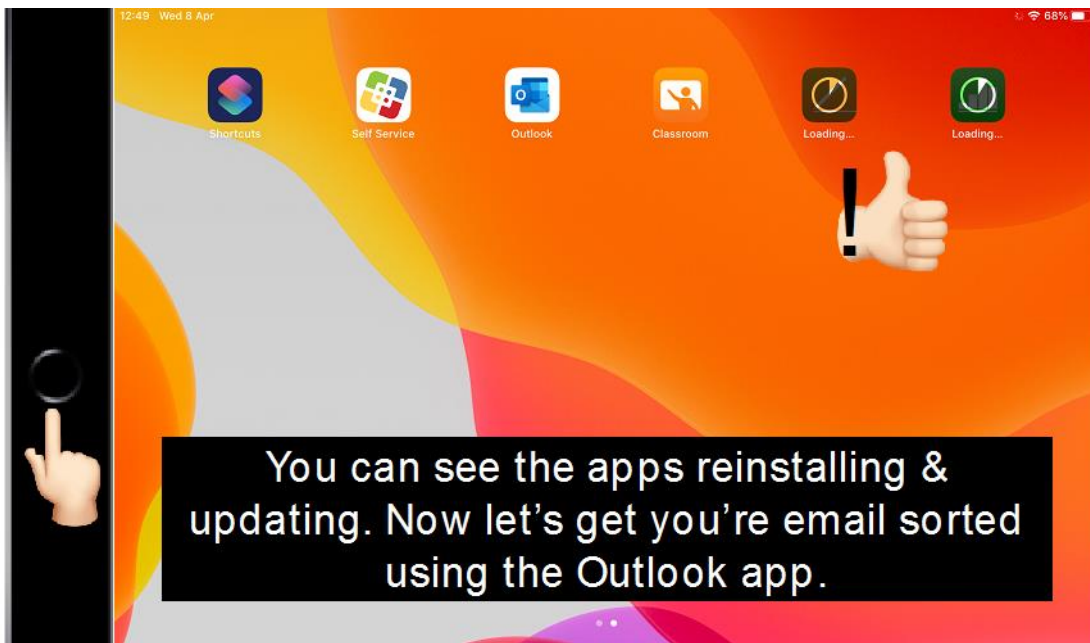 12:49 Wed 8 Apr 68%
Shortcuts Self Service Outlook Classroom Loading... Loading...
!
You can see the apps reinstalling &
updating. Now let's get you're email sorted
using the Outlook app.